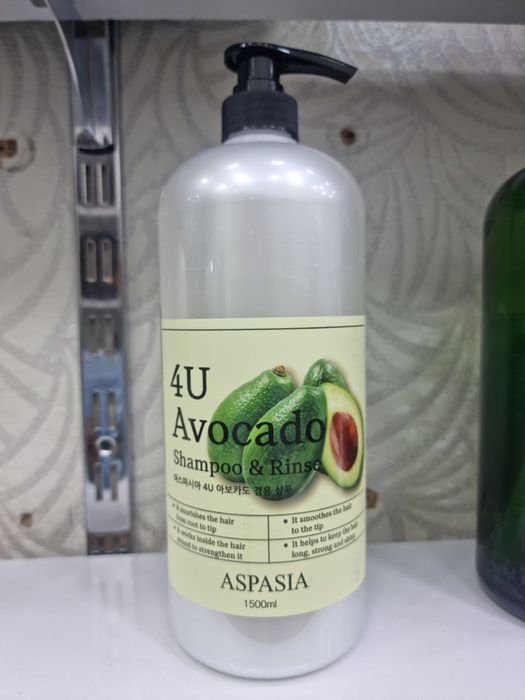 4U
Avocado
Shampoo & Rinse
아스파시아 4U 아보카도 겸용 샴푸
• It nourishes the hair
from root to tip
• It smoothes the hair
to the tip
• It works inside the hair
to strengthen it
• It helps to keep the hair
long, strong and shiny
ASPASIA
1500ml